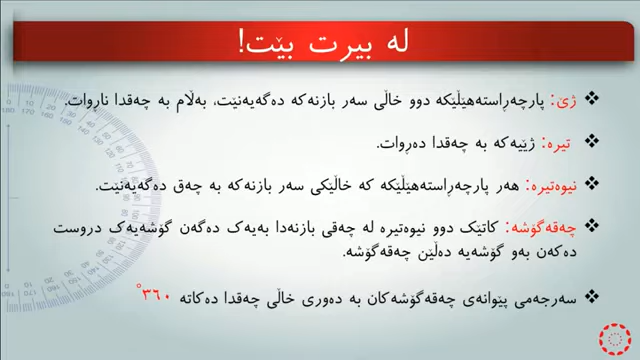 لە بیرت بێت!
❖ ژێ: پارچەڕاستەهێڵێکە دوو خاڵی سەر بازنەکە دەگەیەنێت، بەڵام بە چەقدا ناڕوات.
❖ تیرە: ژێیەکە بە چەقدا دەڕوات.
❖ نیوەتیرە: هەر پارچەڕاستەهێڵێکە کە خاڵێکی سەر بازنەکە بە چەق دەگەیەنێت.
❖ چەقەگۆشە: کاتێک دوو نیوەتیرە لە چەقی بازنەدا بەیەک دەگەن گۆشەیەک دروست
دەکەن بەو گۆشەیە دەڵێن چەقەگۆشە.
❖ سەرجەمی پێوانەی چەقەگۆشەکان بە دەوری خاڵی چەقدا دەکاتە ٣٦٠°